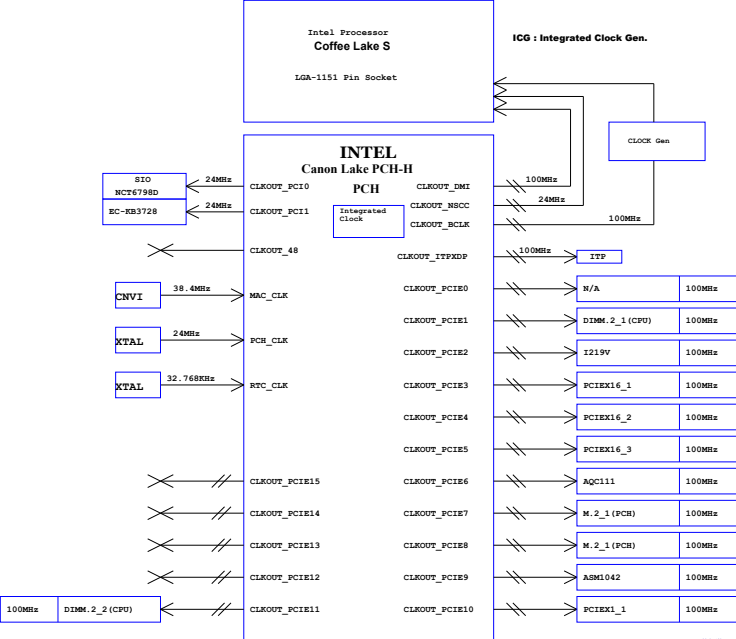 Intel Processor
Coffee Lake S
LGA-1151 Pin Socket
ICG : Integrated Clock Gen.
CLOCK Gen
INTEL
Canon Lake PCH-H
PCH
Integrated
Clock
SIO
NCT6798D
24MHz
CLKOUT_PCI0
EC-KB3728
24MHz
CLKOUT_PCI1
CLKOUT_48
CNVI
38.4MHz
MAC_CLK
XTAL
24MHz
PCH_CLK
XTAL
32.768KHz
RTC_CLK
CLKOUT_PCIE15
CLKOUT_PCIE14
CLKOUT_PCIE13
CLKOUT_PCIE12
100MHz DIMM.2_2(CPU) CLKOUT_PCIE11
CLKOUT_DMI 100MHz
CLKOUT_NSCC 24MHz
CLKOUT_BCLK 100MHz
CLKOUT_ITPXDP 100MHz ITP
CLKOUT_PCIE0 N/A 100MHz
CLKOUT_PCIE1 DIMM.2_1(CPU) 100MHz
CLKOUT_PCIE2 I219V 100MHz
CLKOUT_PCIE3 PCIEX16_1 100MHz
CLKOUT_PCIE4 PCIEX16_2 100MHz
CLKOUT_PCIE5 PCIEX16_3 100MHz
CLKOUT_PCIE6 AQC111 100MHz
CLKOUT_PCIE7 M.2_1(PCH) 100MHz
CLKOUT_PCIE8 M.2_1(PCH) 100MHz
CLKOUT_PCIE9 ASM1042 100MHz
CLKOUT_PCIE10 PCIEX1_1 100MHz